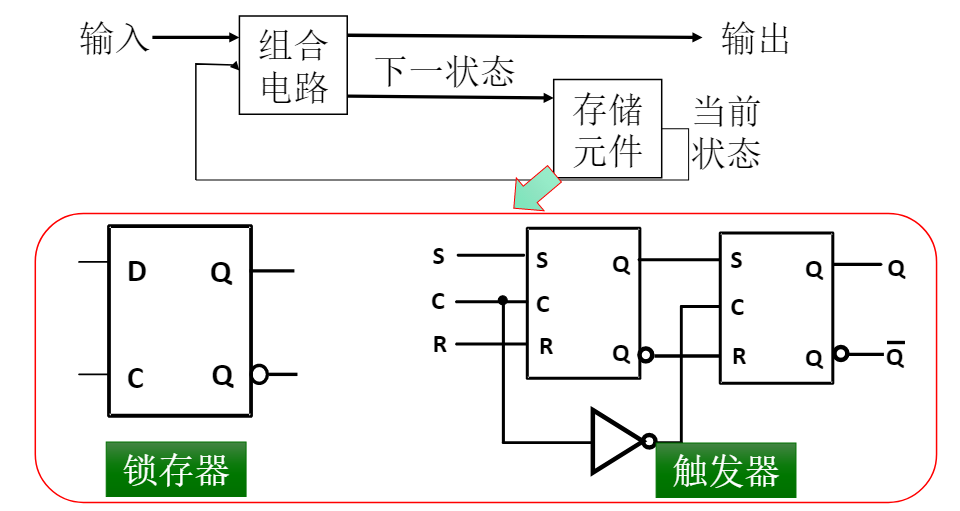 输入
组合
电路
输出
下一状态
存储
元件
当前
状态
D Q
C Q
锁存器
S S Q S Q Q
C C C
R R Q R Q Q̅
触发器